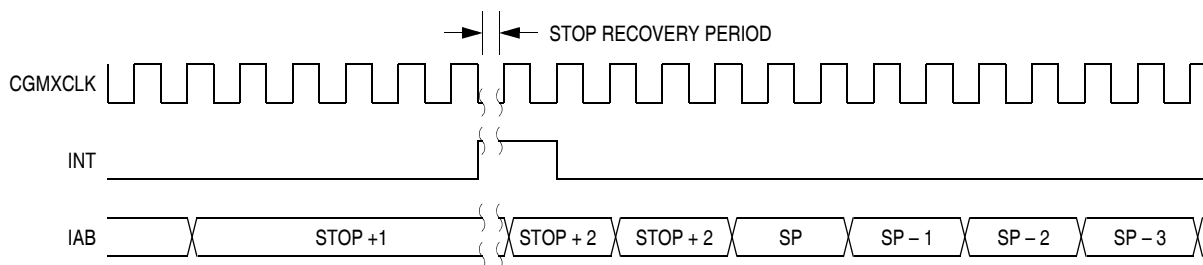 STOP RECOVERY PERIOD
CGMXCLK
INT
IAB
STOP +1
STOP + 2
STOP + 2
SP
SP – 1
SP – 2
SP – 3